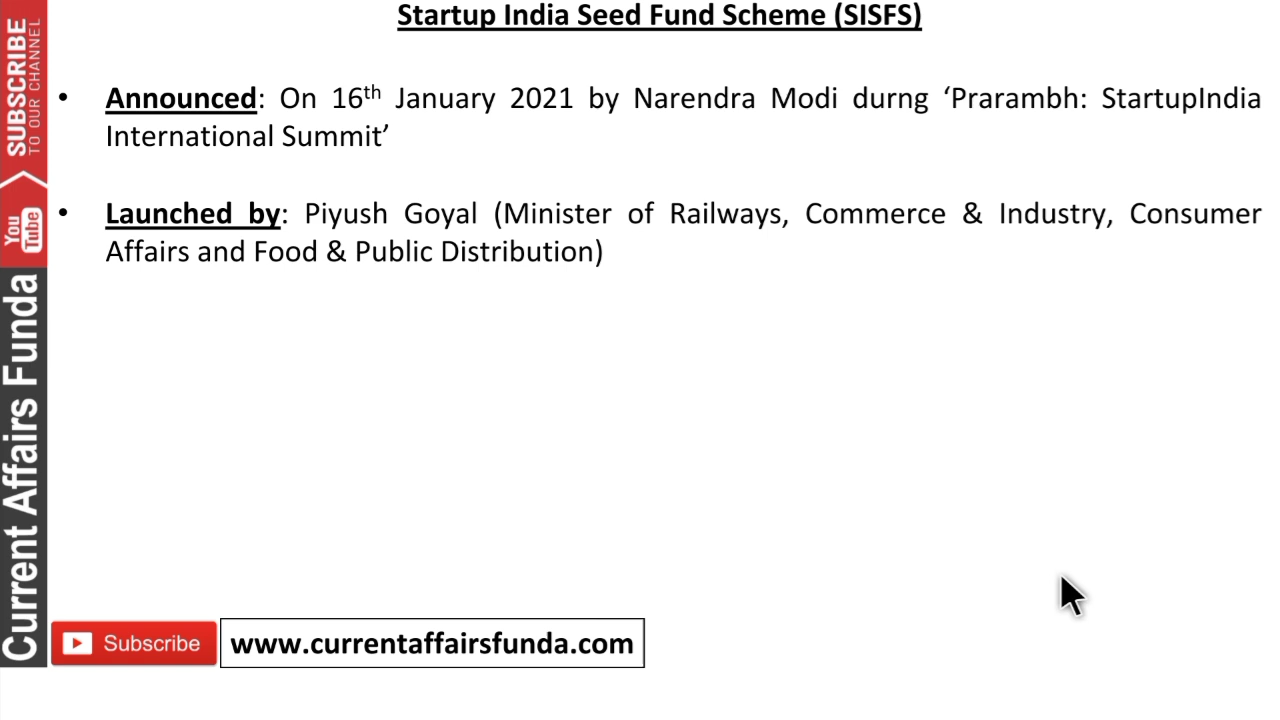 Startup India Seed Fund Scheme (SISFS)
• Announced: On 16th January 2021 by Narendra Modi durng ‘Prarambh: StartupIndia
International Summit’
• Launched by: Piyush Goyal (Minister of Railways, Commerce & Industry, Consumer
Affairs and Food & Public Distribution)
SUBSCRIBE
TO OUR CHANNEL
You
Tube
Current Affairs Funda
Subscribe
www.currentaffairsfunda.com